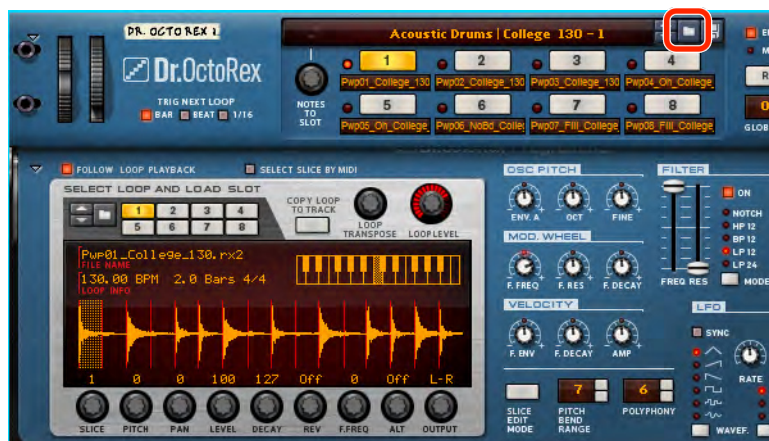 DR. OCTO REX 1
Acoustic Drums | College 130 - 1
Dr.OctoRex
TRIG NEXT LOOP
BAR BEAT 1/16
NOTES TO SLOT
1 2 3 4
Pwp01_College_130 Pwp02_College_130 Pwp03_College_130 Pwp04_Oh_College_
5 6 7 8
Pwp05_Oh_College_ Pwp06_NoBd_Colle Pwp07_Fill_College_ Pwp08_Fill_College_
GLOB
FOLLOW LOOP PLAYBACK SELECT SLICE BY MIDI
SELECT LOOP AND LOAD SLOT
1 2 3 4
5 6 7 8
COPY LOOP
TO TRACK
LOOP
TRANSPOSE
LOOP LEVEL
Pwp01_College_130.rx2
FILE NAME
130.00 BPM 2.0 Bars 4/4
LOOP INFO
1 0 0 100 127 Off 0 Off L-R
SLICE PITCH PAN LEVEL DECAY REV F.FREQ ALT OUTPUT
OSC PITCH
ENV. A OCT FINE
MOD. WHEEL
F. FREQ F. RES F. DECAY
VELOCITY
F. ENV F. DECAY AMP
SLICE
EDIT
MODE
7
PITCH
BEND
RANGE
6
POLYPHONY
FILTER
ON
NOTCH
HP 12
BP 12
LP 12
LP 24
FREQ RES
MODE
LFO
SYNC
RATE
WAVEF.